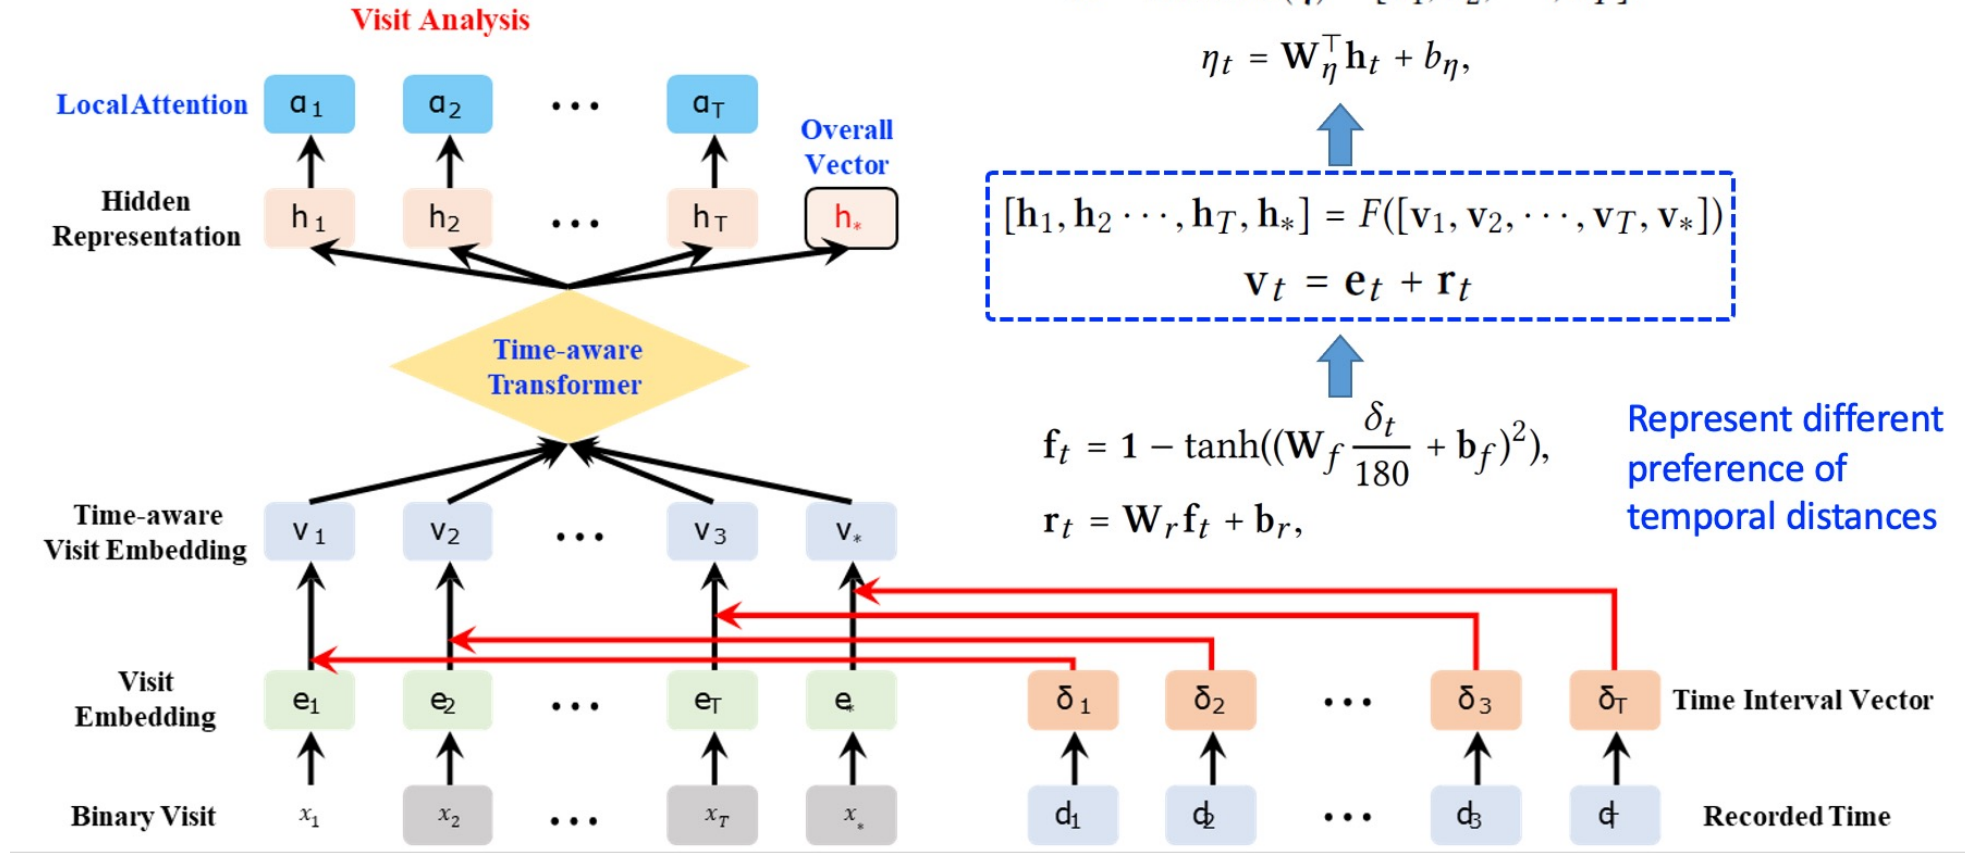 Visit Analysis
Local Attention
α1 α2 ••• αT
Overall
Vector
Hidden
Representation
h1 h2 ••• hT h*
Time-aware
Transformer
Time-aware
Visit Embedding
v1 v2 ••• v3 v*
Visit
Embedding
e1 e2 ••• eT e*
Binary Visit
x1 x2 ••• xT x*
ηt = Wη⊤ht + bη,
[h1, h2 ···, hT, h*] = F([v1, v2, ···, vT, v*])
vt = et + rt
ft = 1 − tanh((Wf δt/180 + bf)²),
rt = Wrft + br,
Represent different
preference of
temporal distances
δ1 δ2 ••• δ3 δT
Time Interval Vector
d1 d2 ••• d3 dT
Recorded Time